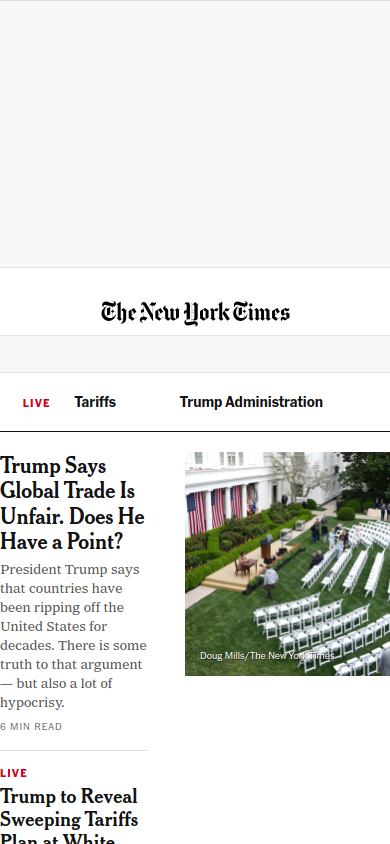 The New York Times
LIVE Tariffs Trump Administration
Trump Says
Global Trade Is
Unfair. Does He
Have a Point?
President Trump says
that countries have
been ripping off the
United States for
decades. There is some
truth to that argument
— but also a lot of
hypocrisy.
6 MIN READ
Doug Mills/The New York Times
LIVE
Trump to Reveal
Sweeping Tariffs
Plan at White